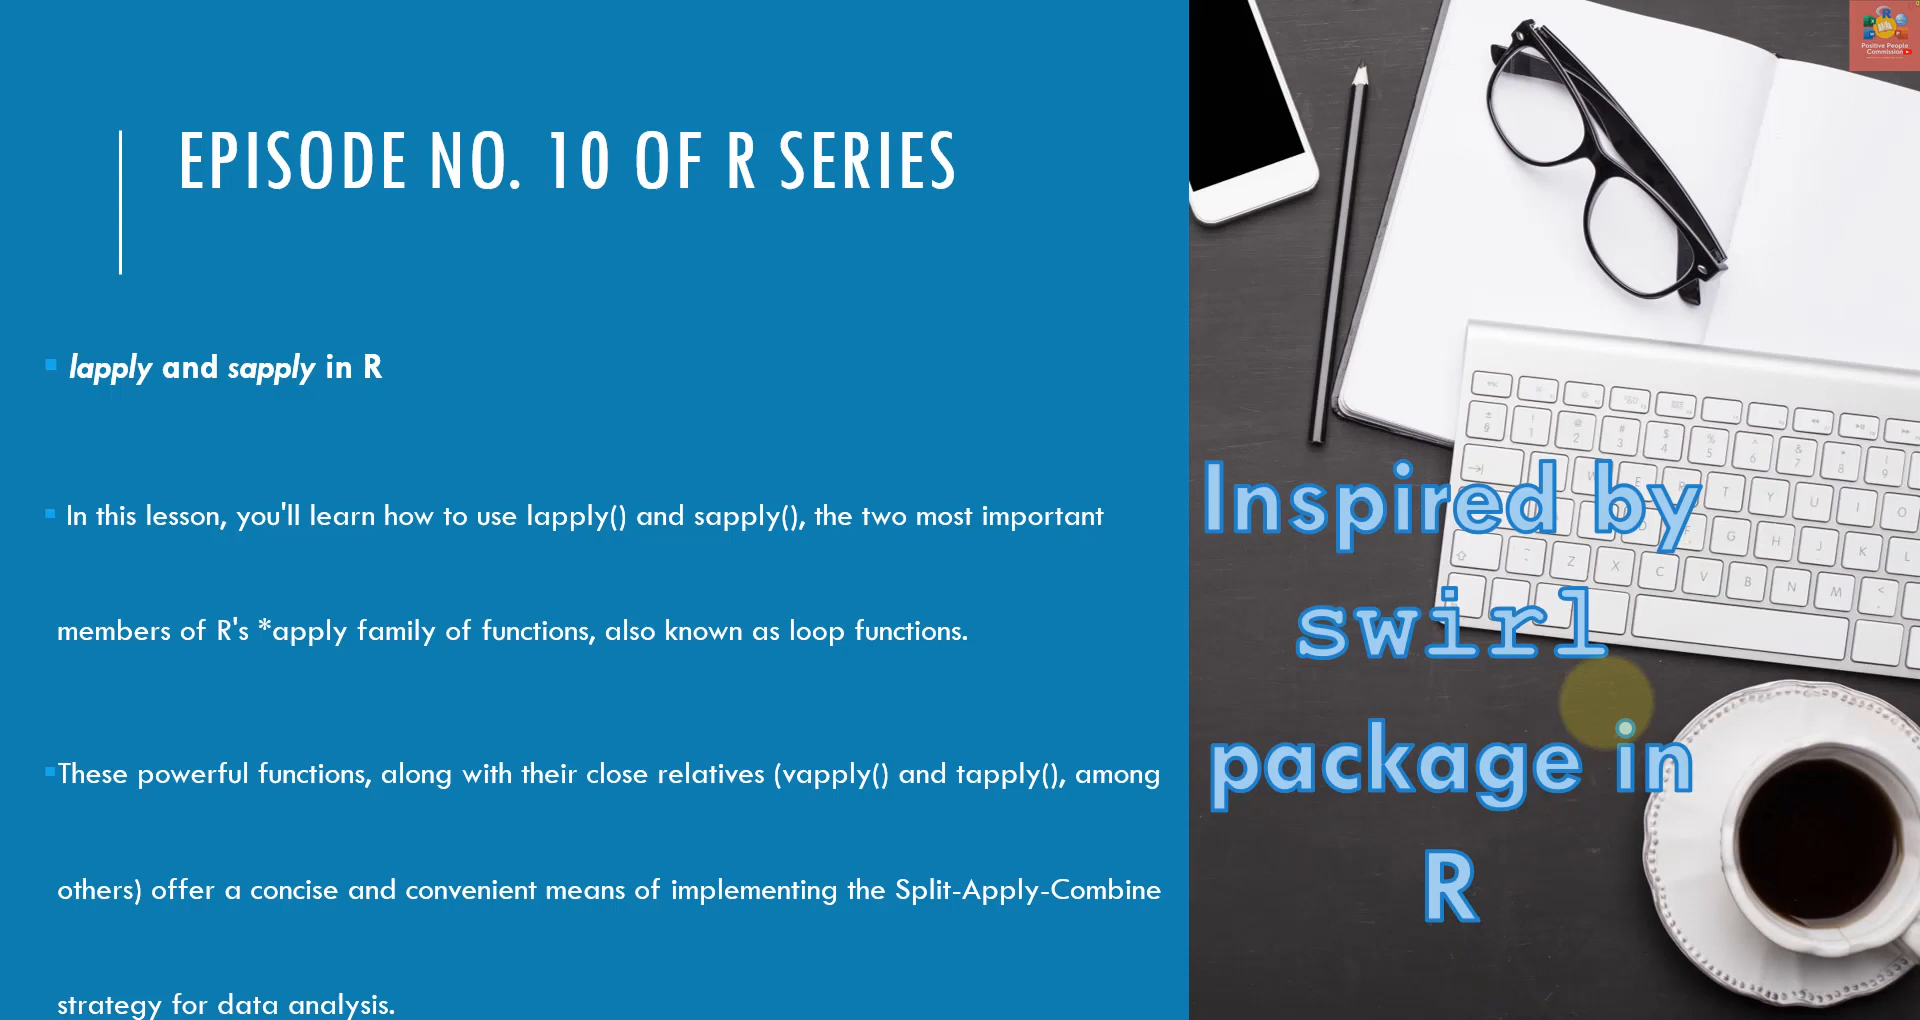 EPISODE NO. 10 OF R SERIES
lapply and sapply in R
In this lesson, you'll learn how to use lapply() and sapply(), the two most important
members of R's *apply family of functions, also known as loop functions.
These powerful functions, along with their close relatives (vapply() and tapply(), among
others) offer a concise and convenient means of implementing the Split-Apply-Combine
strategy for data analysis.
Inspired by
swirl
package in
R
Positive People
Commission